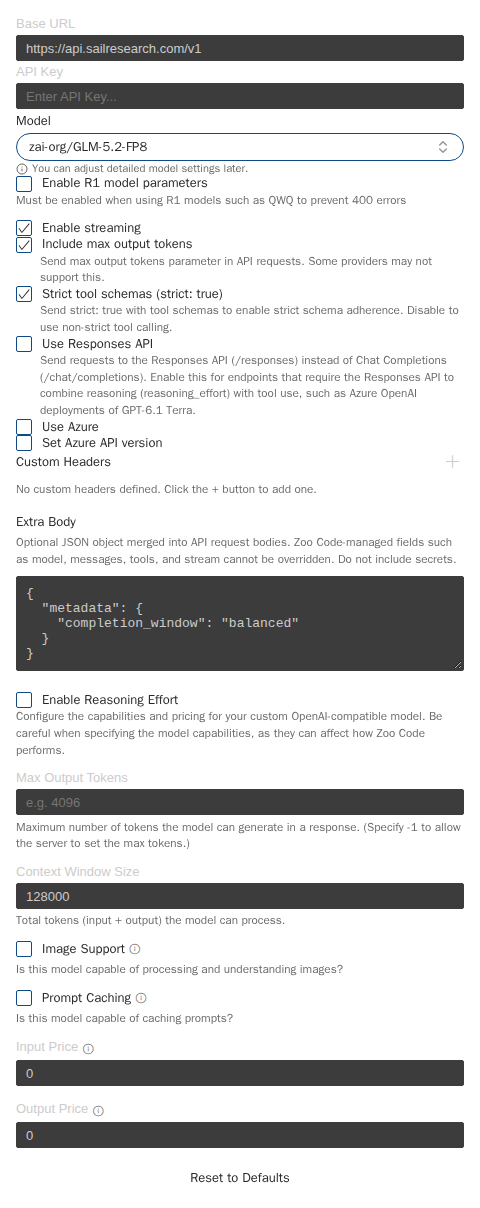 Base URL
https://api.sailresearch.com/v1
API Key
Enter API Key...
Model
zai-org/GLM-5.2-FP8
You can adjust detailed model settings later.
Enable R1 model parameters
Must be enabled when using R1 models such as QWQ to prevent 400 errors
Enable streaming
Include max output tokens
Send max output tokens parameter in API requests. Some providers may not
support this.
Strict tool schemas (strict: true)
Send strict: true with tool schemas to enable strict schema adherence. Disable to
use non-strict tool calling.
Use Responses API
Send requests to the Responses API (/responses) instead of Chat Completions
(/chat/completions). Enable this for endpoints that require the Responses API to
combine reasoning (reasoning_effort) with tool use, such as Azure OpenAI
deployments of GPT-6.1 Terra.
Use Azure
Set Azure API version
Custom Headers
No custom headers defined. Click the + button to add one.
Extra Body
Optional JSON object merged into API request bodies. Zoo Code-managed fields such
as model, messages, tools, and stream cannot be overridden. Do not include secrets.
{
  "metadata": {
    "completion_window": "balanced"
  }
}
Enable Reasoning Effort
Configure the capabilities and pricing for your custom OpenAI-compatible model. Be
careful when specifying the model capabilities, as they can affect how Zoo Code
performs.
Max Output Tokens
e.g. 4096
Maximum number of tokens the model can generate in a response. (Specify -1 to allow
the server to set the max tokens.)
Context Window Size
128000
Total tokens (input + output) the model can process.
Image Support
Is this model capable of processing and understanding images?
Prompt Caching
Is this model capable of caching prompts?
Input Price
0
Output Price
0
Reset to Defaults